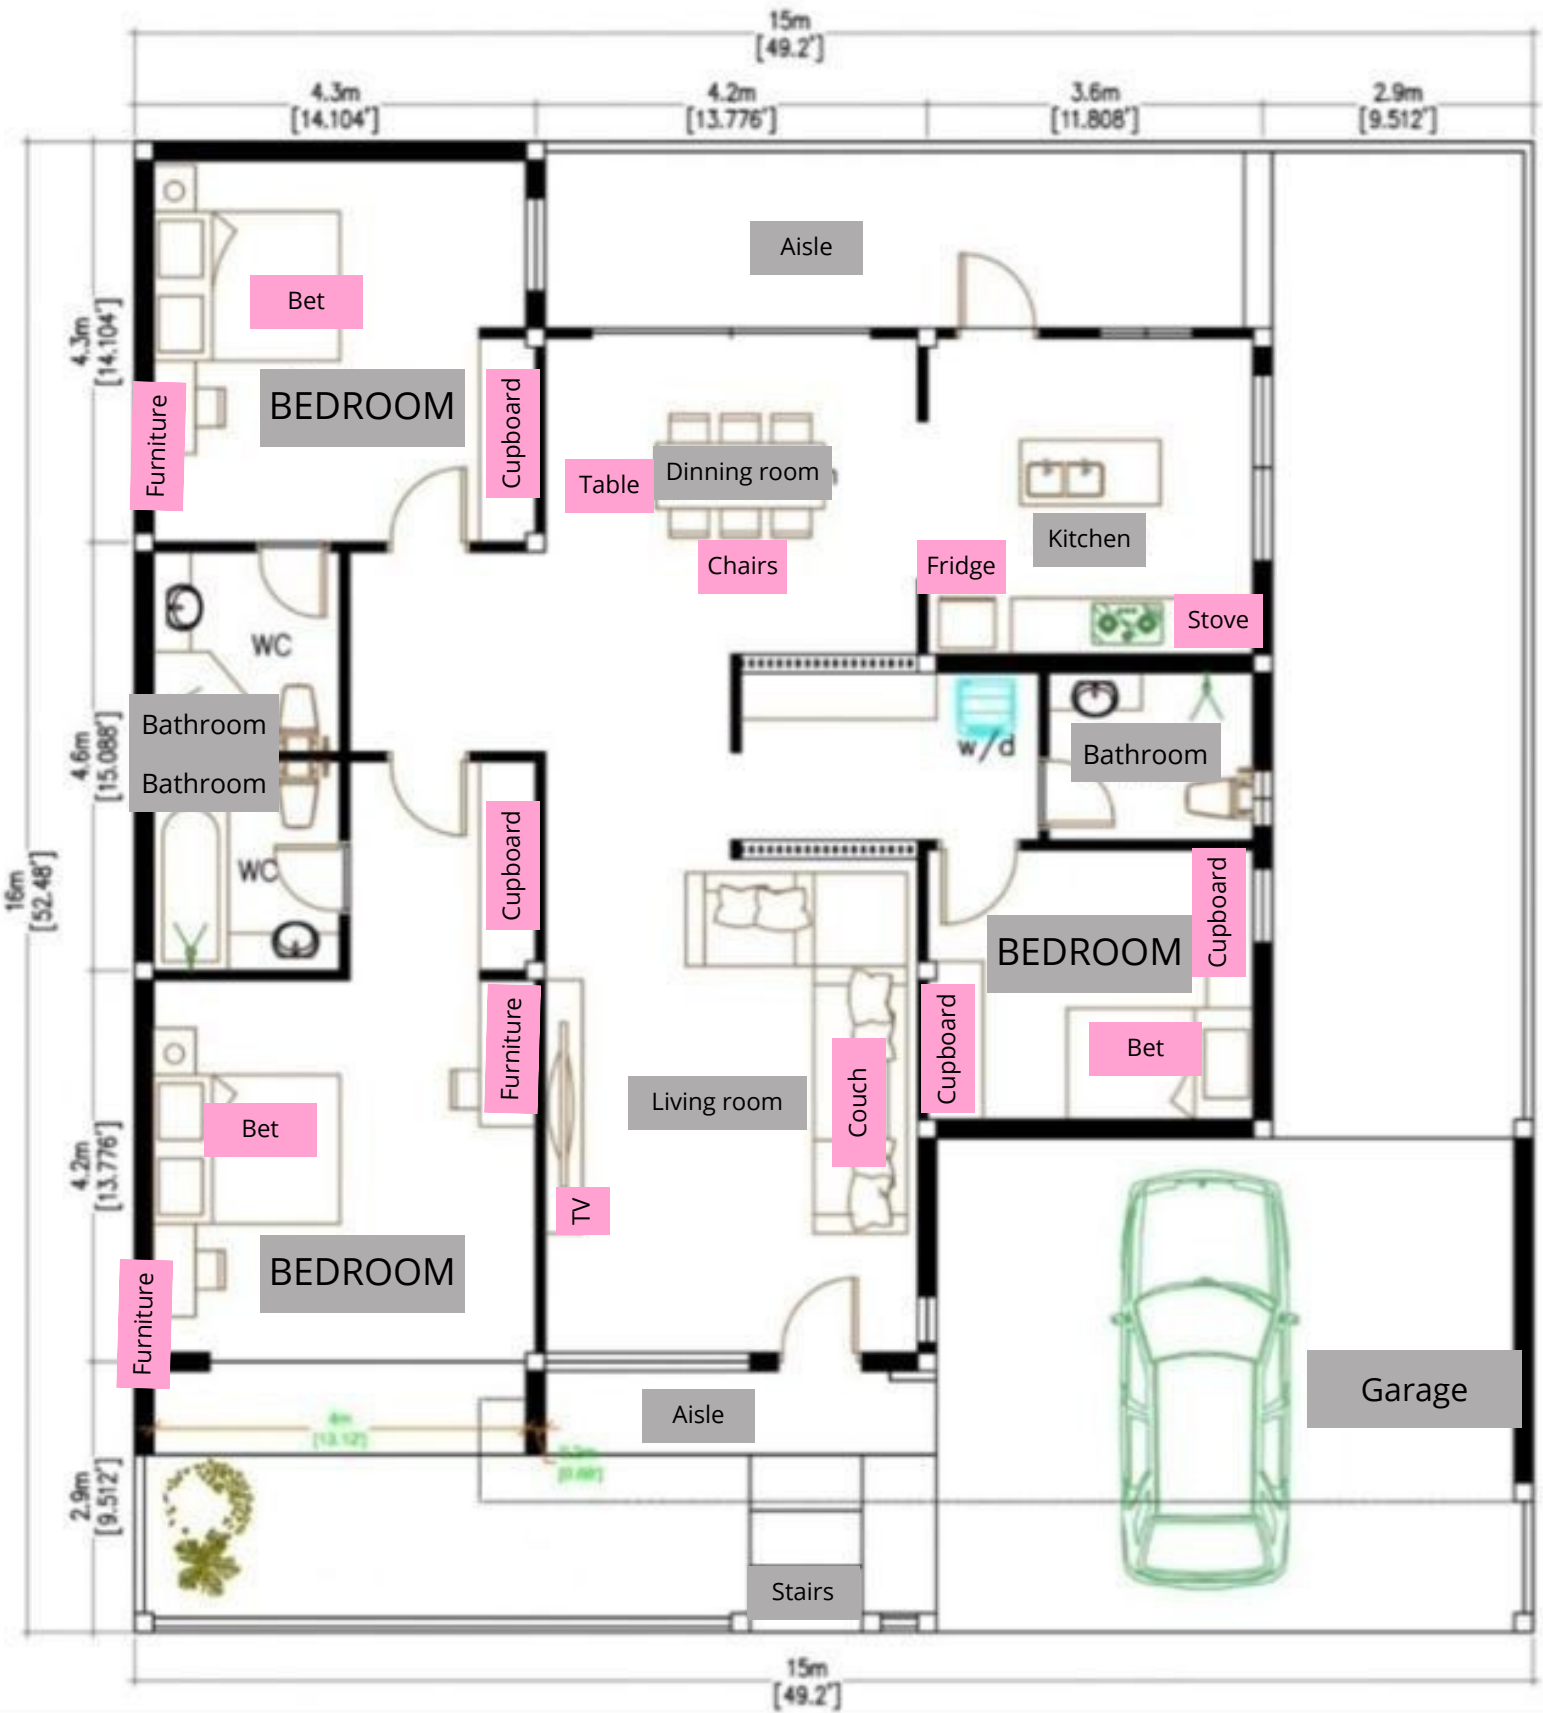 15m
[49.2']
4.3m
[14.104']
4.2m
[13.776']
3.6m
[11.808']
2.9m
[9.512']
Aisle
Bet
4.3m
[14.104']
BEDROOM
Furniture
Cupboard
Table
Dinning room
Chairs
Kitchen
Fridge
Stove
WC
Bathroom
Bathroom
WC
4.6m
[15.088']
w/d
Bathroom
Cupboard
16m
[52.48']
BEDROOM
Cupboard
Cupboard
Bet
Furniture
Living room
Couch
TV
Bet
4.2m
[13.776']
BEDROOM
Furniture
Aisle
Garage
4m
[13.12']
2.9m
[9.512']
Stairs
15m
[49.2']